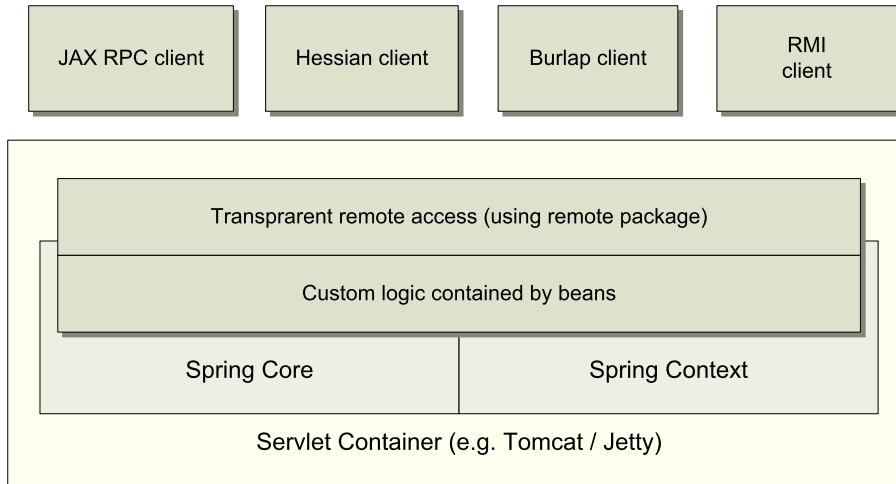 JAX RPC client
Hessian client
Burlap client
RMI
client
Transprarent remote access (using remote package)
Custom logic contained by beans
Spring Core
Spring Context
Servlet Container (e.g. Tomcat / Jetty)